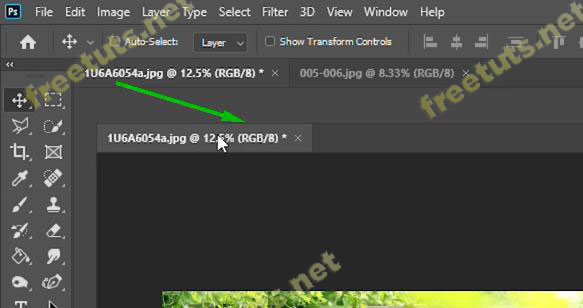 Ps File Edit Image Layer Type Select Filter 3D View Window Help
Auto-Select: Layer Show Transform Controls
1U6A6054a.jpg @ 12.5% (RGB/8) * × 005-006.jpg @ 8.33% (RGB/8) ×
1U6A6054a.jpg @ 12.5% (RGB/8) * ×
freetuts.net
freetuts.net
freetuts.net